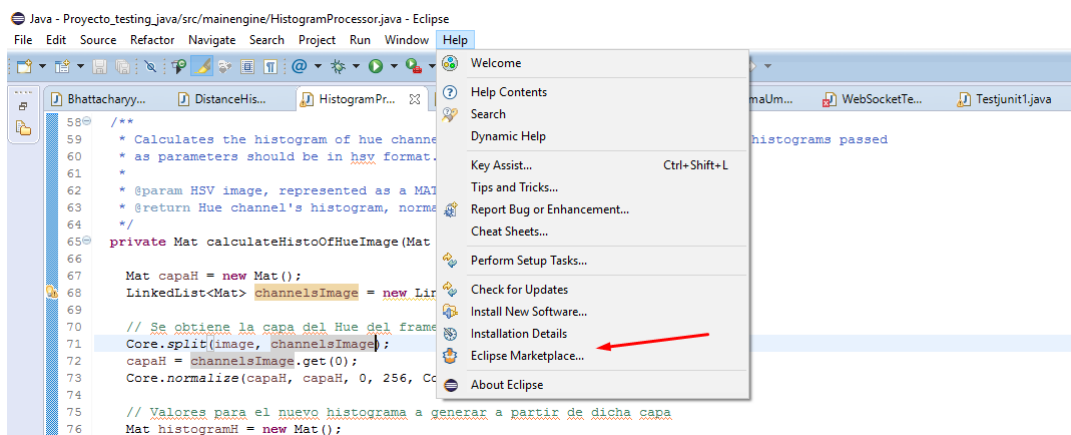 Java - Proyecto_testing_java/src/mainengine/HistogramProcessor.java - Eclipse
File Edit Source Refactor Navigate Search Project Run Window Help
Welcome
Help Contents
Search
Dynamic Help
Key Assist... Ctrl+Shift+L
Tips and Tricks...
Report Bug or Enhancement...
Cheat Sheets...
Perform Setup Tasks...
Check for Updates
Install New Software...
Installation Details
Eclipse Marketplace...
About Eclipse
Bhattacharyy... DistanceHis... HistogramPr... maUm... WebSocketTe... Testjunit1.java
58 /**
59 * Calculates the histogram of hue channe histograms passed
60 * as parameters should be in hsv format.
61 *
62 * @param HSV image, represented as a MAT
63 * @return Hue channel's histogram, norma
64 */
65 private Mat calculateHistoOfHueImage(Mat
66
67 Mat capaH = new Mat();
68 LinkedList<Mat> channelsImage = new Lin
69
70 // Se obtiene la capa del Hue del frame
71 Core.split(image, channelsImage);
72 capaH = channelsImage.get(0);
73 Core.normalize(capaH, capaH, 0, 256, Co
74
75 // Valores para el nuevo histograma a generar a partir de dicha capa
76 Mat histogramH = new Mat();